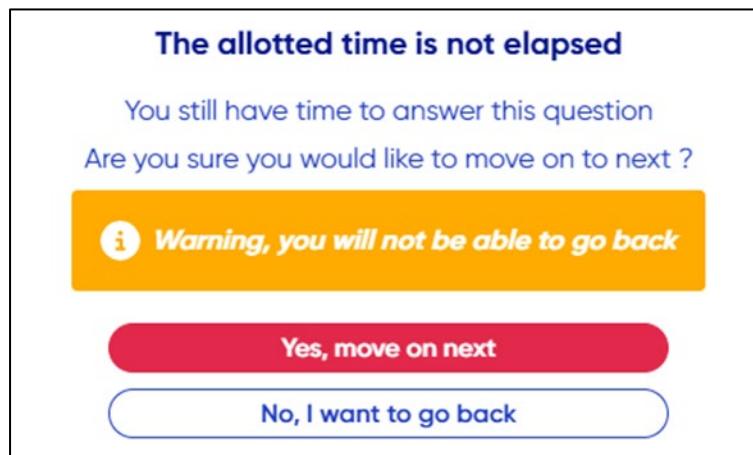 The allotted time is not elapsed
You still have time to answer this question
Are you sure you would like to move on to next ?
Warning, you will not be able to go back
Yes, move on next
No, I want to go back